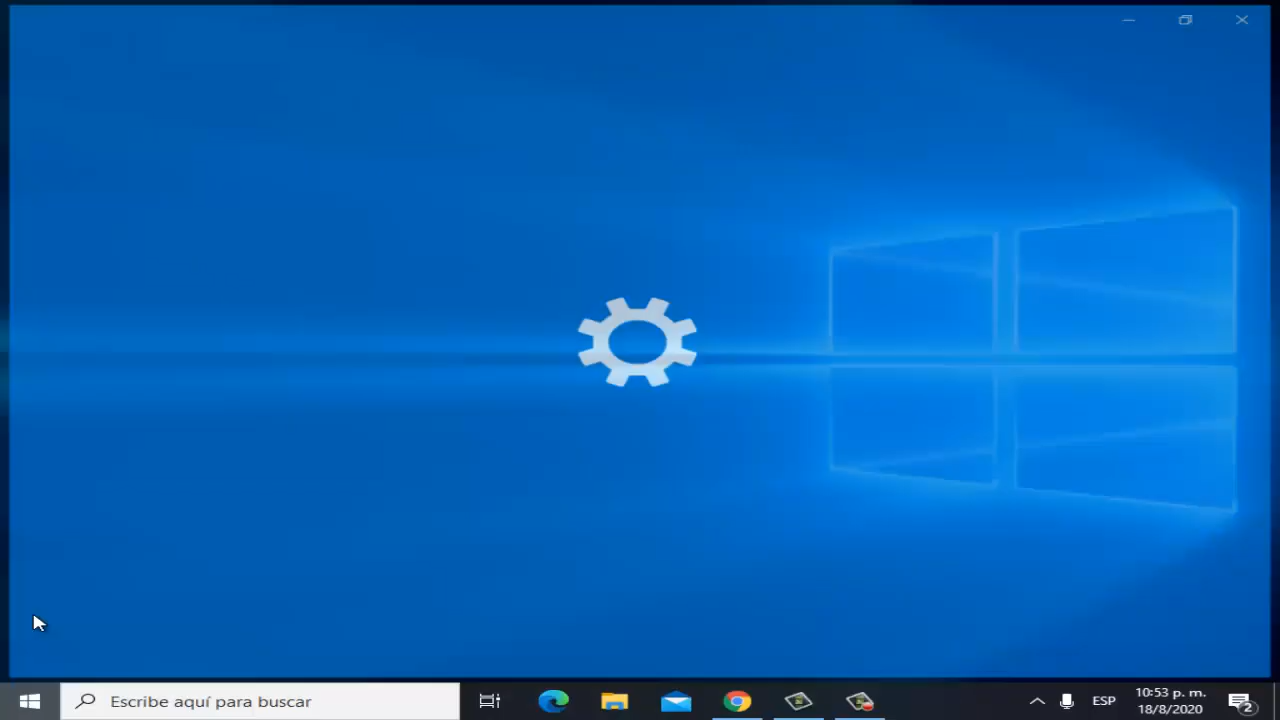 Escribe aquí para buscar
ESP
10:53 p. m.
18/8/2020
2